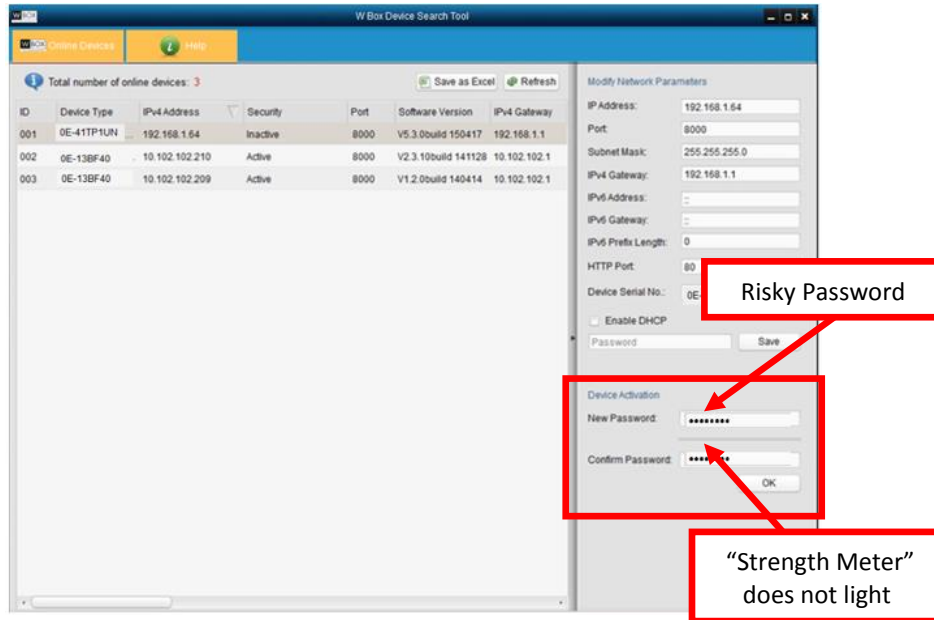 W BOX
W Box Device Search Tool
W BOX Online Devices
Help
Total number of online devices: 3
Save as Excel
Refresh
ID Device Type IPv4 Address Security Port Software Version IPv4 Gateway
001 0E-41TP1UN ... 192.168.1.64 Inactive 8000 V5.3.0build 150417 192.168.1.1
002 0E-13BF40 10.102.102.210 Active 8000 V2.3.10build 141128 10.102.102.1
003 0E-13BF40 10.102.102.209 Active 8000 V1.2.0build 140414 10.102.102.1
Modify Network Parameters
IP Address: 192.168.1.64
Port: 8000
Subnet Mask: 255.255.255.0
IPv4 Gateway: 192.168.1.1
IPv6 Address: ::
IPv6 Gateway: ::
IPv6 Prefix Length: 0
HTTP Port: 80
Device Serial No.: 0E-
Enable DHCP
Password
Save
Risky Password
Device Activation
New Password: ••••••••
Confirm Password:
OK
“Strength Meter”
does not light